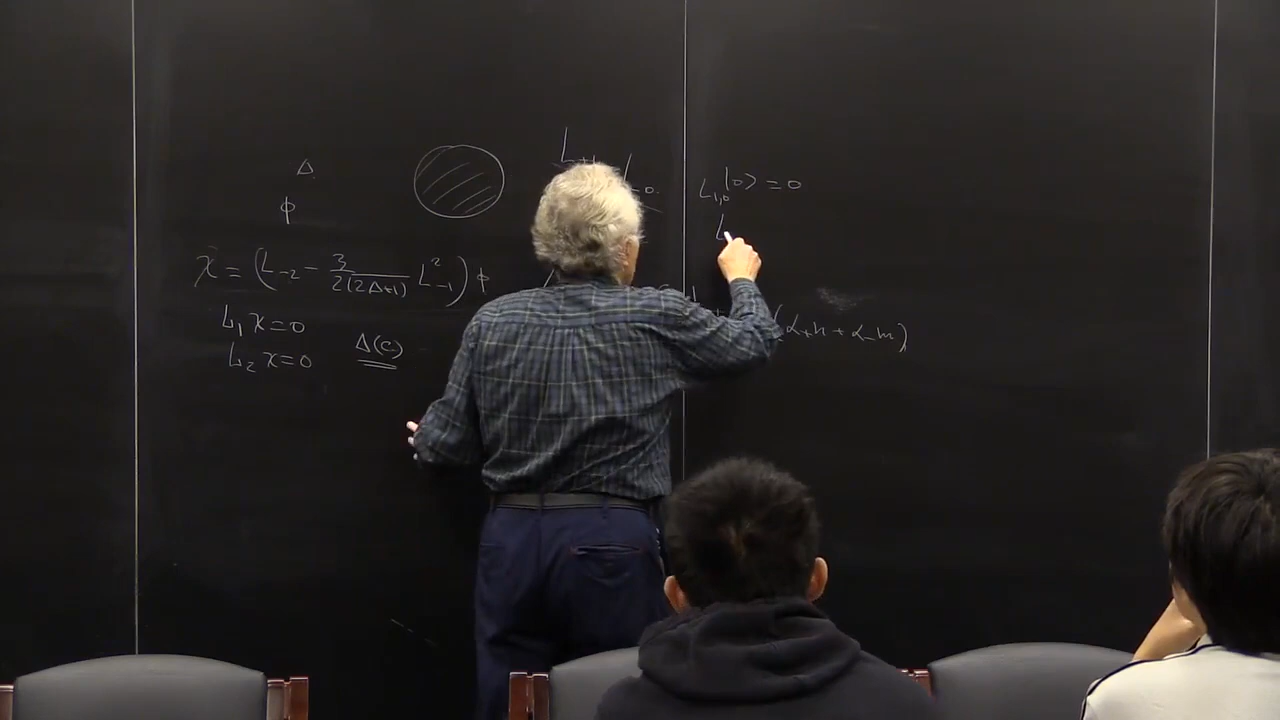 Δ
φ
χ = (L₋₂ − 3/(2(2Δ+1)) L²₋₁) φ
L₁ χ = 0
L₂ χ = 0
Δ(c)
L₁,₀ |0⟩ = 0
L
(α₊n + α₋m)